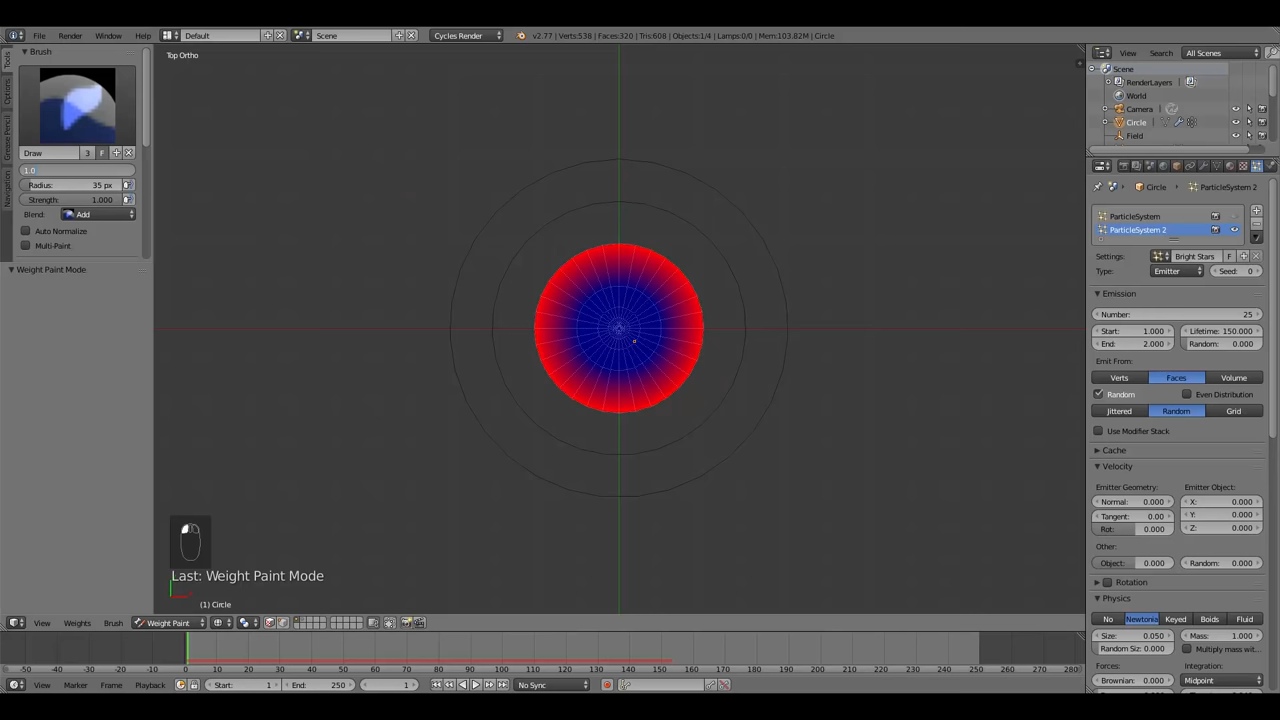 File Render Window Help Default Scene Cycles Render v2.77 | Verts:538 | Faces:320 | Tris:608 | Objects:1/4 | Lamps:0/0 | Mem:103.82M | Circle
View Search All Scenes
Tools
Options
Grease Pencil
Navigation
Brush
Draw 3 F
1.0
Radius: 35 px
Strength: 1.000
Blend: Add
Auto Normalize
Multi-Paint
Weight Paint Mode
Top Ortho
Last: Weight Paint Mode
(1) Circle
Scene
RenderLayers
World
Camera
Circle
Field
Circle ParticleSystem 2
ParticleSystem
ParticleSystem 2
Settings: Bright Stars F
Type: Emitter Seed: 0
Emission
Number: 25
Start: 1.000 Lifetime: 150.000
End: 2.000 Random: 0.000
Emit From:
Verts Faces Volume
Random Even Distribution
Jittered Random Grid
Use Modifier Stack
Cache
Velocity
Emitter Geometry: Emitter Object:
Normal: 0.000 X: 0.000
Tangent: 0.00 Y: 0.000
Rot: 0.000 Z: 0.000
Other:
Object: 0.000 Random: 0.000
Rotation
Physics
No Newtonia Keyed Boids Fluid
Size: 0.050 Mass: 1.000
Random Size: 0.000 Multiply mass wit...
Forces: Integration:
Brownian: 0.000 Midpoint
View Weights Brush Weight Paint
-50 -40 -30 -20 -10 0 10 20 30 40 50 60 70 80 90 100 110 120 130 140 150 160 170 180 190 200 210 220 230 240 250 260 270 280
View Marker Frame Playback Start: 1 End: 250 1 No Sync